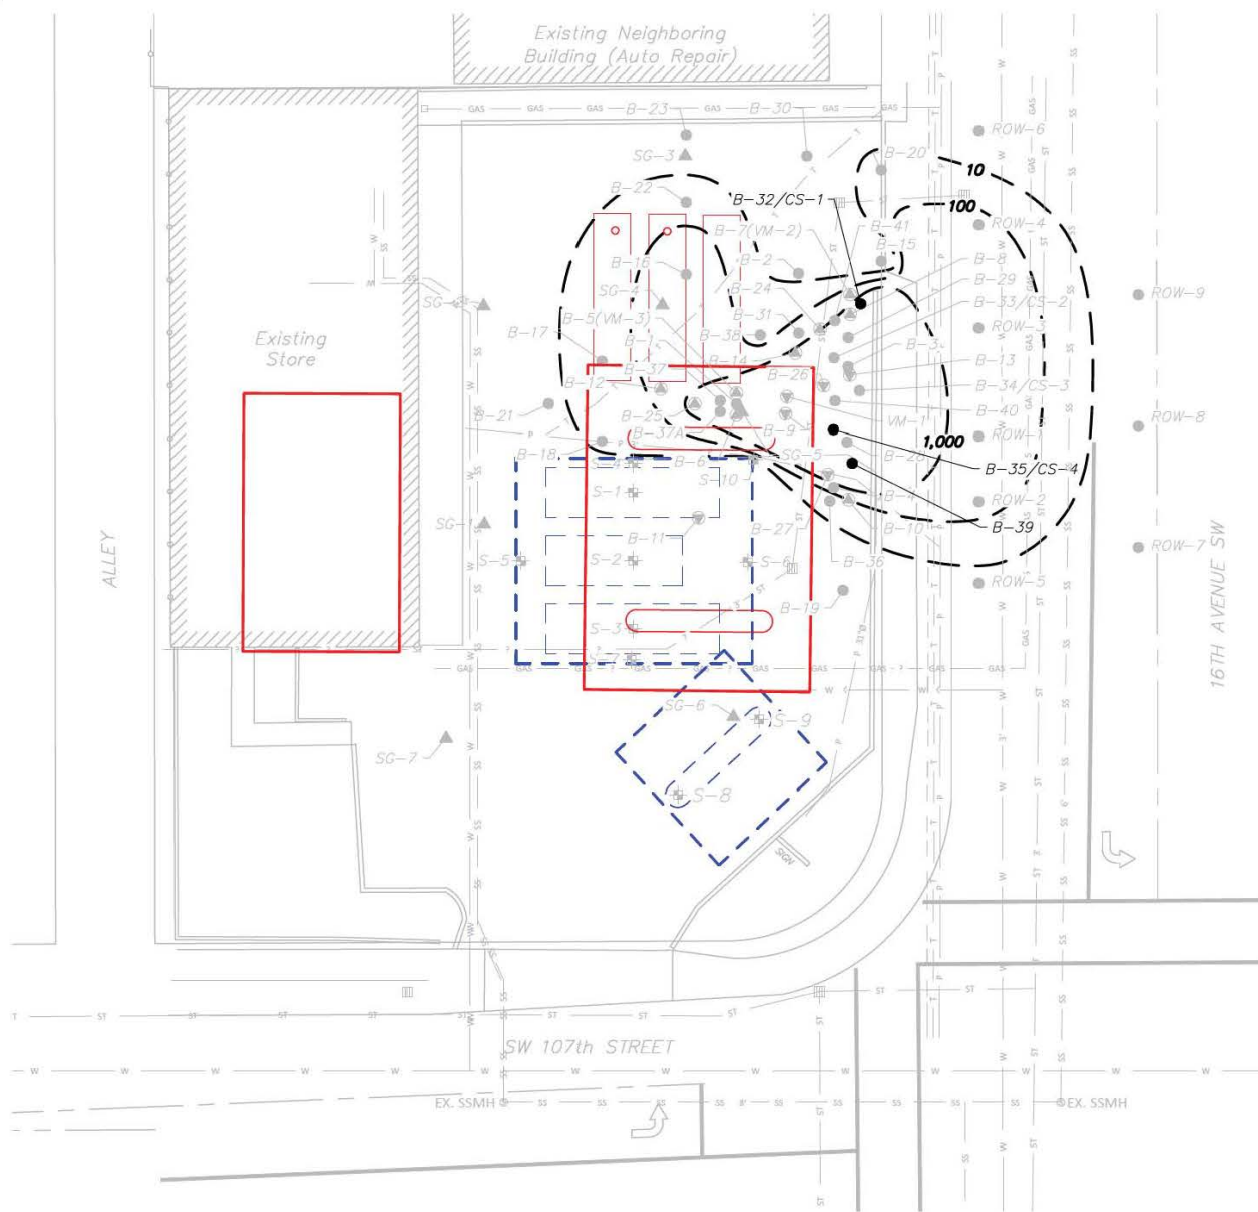 Existing Neighboring
Building (Auto Repair)
B-23
B-30
ROW-6
SG-3
B-20
10
B-22
B-32/CS-1
100
B-7(VM-2)
B-41
ROW-4
B-15
B-16
B-2
B-8
B-24
B-29
SG-2
SG-4
ROW-9
B-33/CS-2
B-5(VM-3)
B-31
ROW-3
B-17
B-1
B-38
B-3
Existing
Store
B-14
B-13
B-37
B-26
B-12
B-34/CS-3
B-21
B-25
B-40
VM-1
ROW-8
B-37A
B-9
ROW-1
1,000
B-18
B-6
SG-5
B-28
S-4
S-10
B-35/CS-4
S-1
B-4
ROW-2
SG-1
B-11
B-27
B-10
B-39
ALLEY
S-5
S-2
S-6
B-36
ROW-7
ROW-5
B-19
S-3
S-7
16TH AVENUE SW
SG-6
S-9
SG-7
S-8
SIGN
SW 107th STREET
EX. SSMH
EX. SSMH